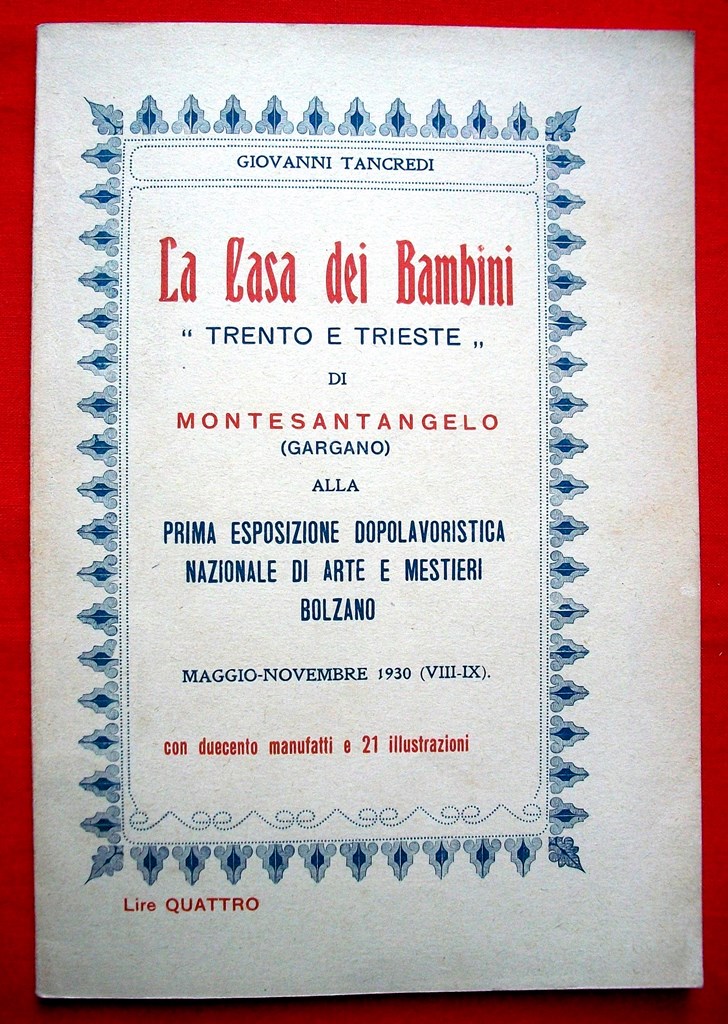 GIOVANNI TANCREDI
La Casa dei Bambini
“ TRENTO E TRIESTE „
DI
MONTESANTANGELO
(GARGANO)
ALLA
PRIMA ESPOSIZIONE DOPOLAVORISTICA
NAZIONALE DI ARTE E MESTIERI
BOLZANO
MAGGIO-NOVEMBRE 1930 (VIII-IX).
con duecento manufatti e 21 illustrazioni
Lire QUATTRO